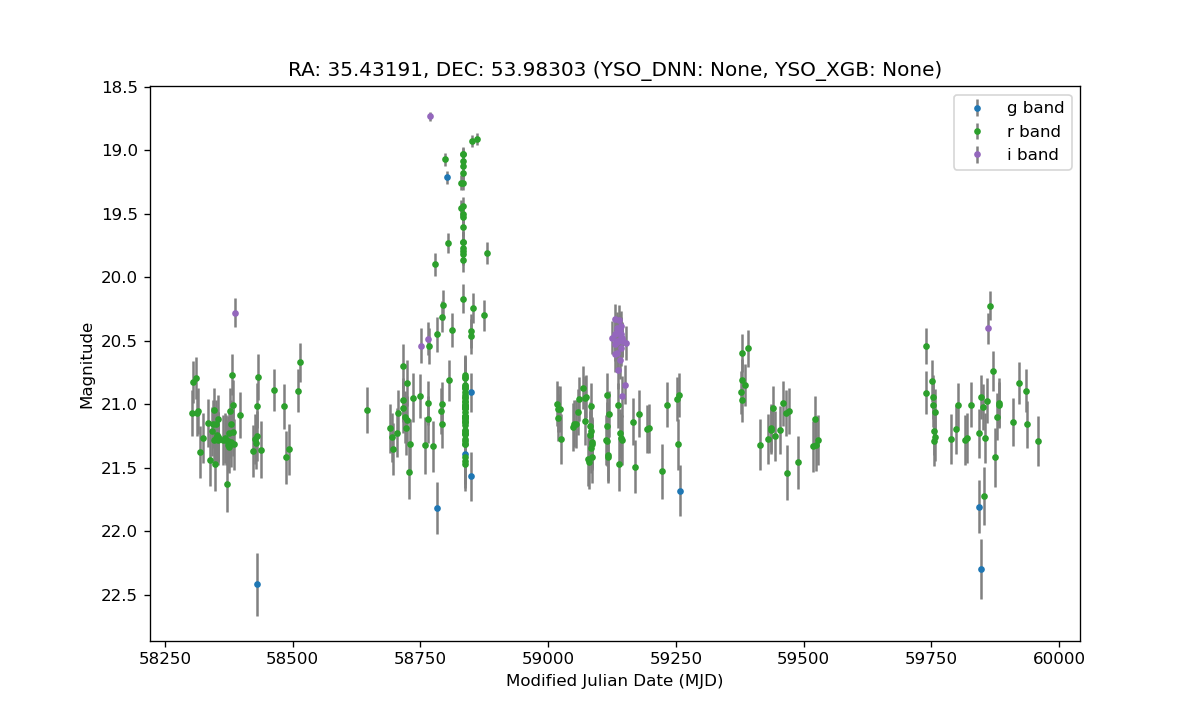 RA: 35.43191, DEC: 53.98303 (YSO_DNN: None, YSO_XGB: None)
18.5
19.0
19.5
20.0
20.5
21.0
21.5
22.0
22.5
Magnitude
g band
r band
i band
58250 58500 58750 59000 59250 59500 59750 60000
Modified Julian Date (MJD)